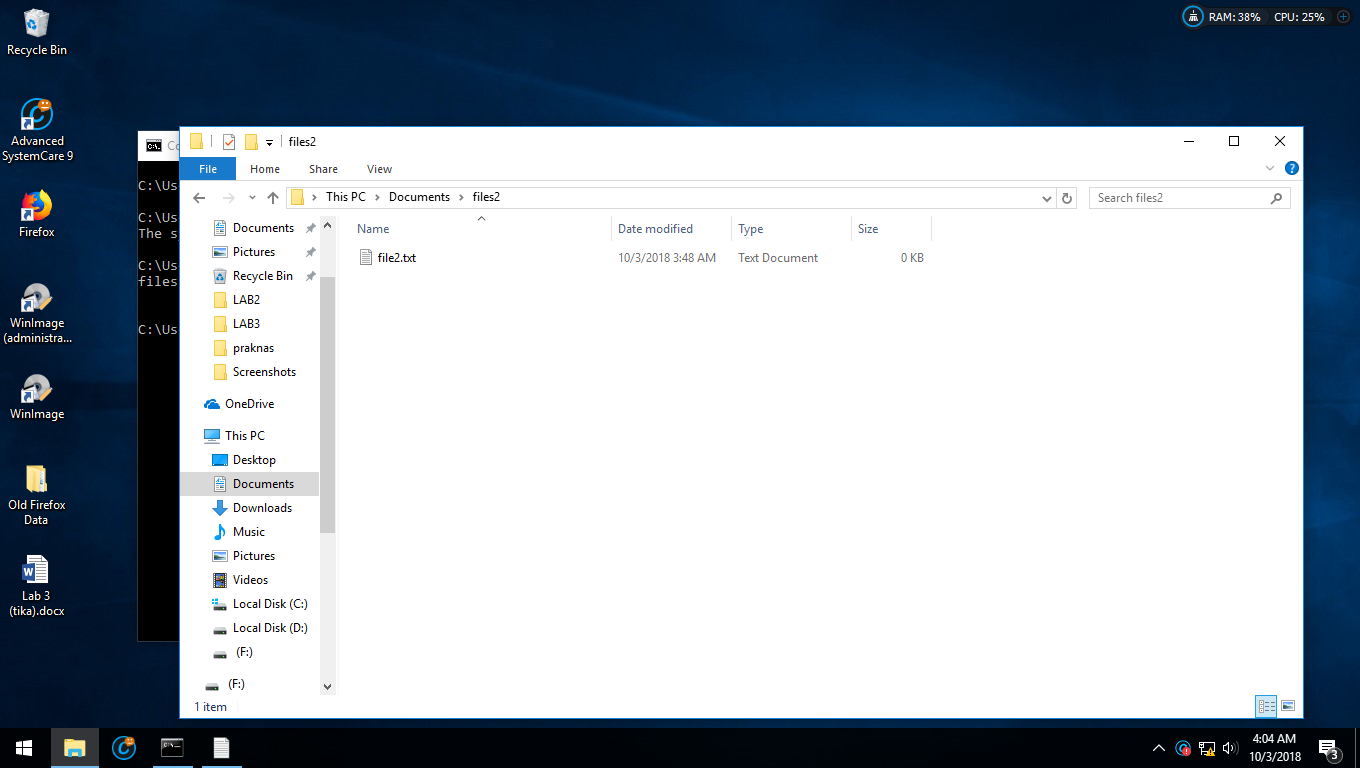 Recycle Bin
Advanced
SystemCare 9
Firefox
WinImage
(administra...
WinImage
Old Firefox
Data
Lab 3
(tika).docx
RAM: 38% CPU: 25%
C:\Us
C:\Us
The s
C:\Us
files
C:\Us
files2
File Home Share View
This PC > Documents > files2
Search files2
Documents
Pictures
Recycle Bin
LAB2
LAB3
praknas
Screenshots
OneDrive
This PC
Desktop
Documents
Downloads
Music
Pictures
Videos
Local Disk (C:)
Local Disk (D:)
(F:)
(F:)
Name Date modified Type Size
file2.txt 10/3/2018 3:48 AM Text Document 0 KB
1 item
4:04 AM
10/3/2018
3